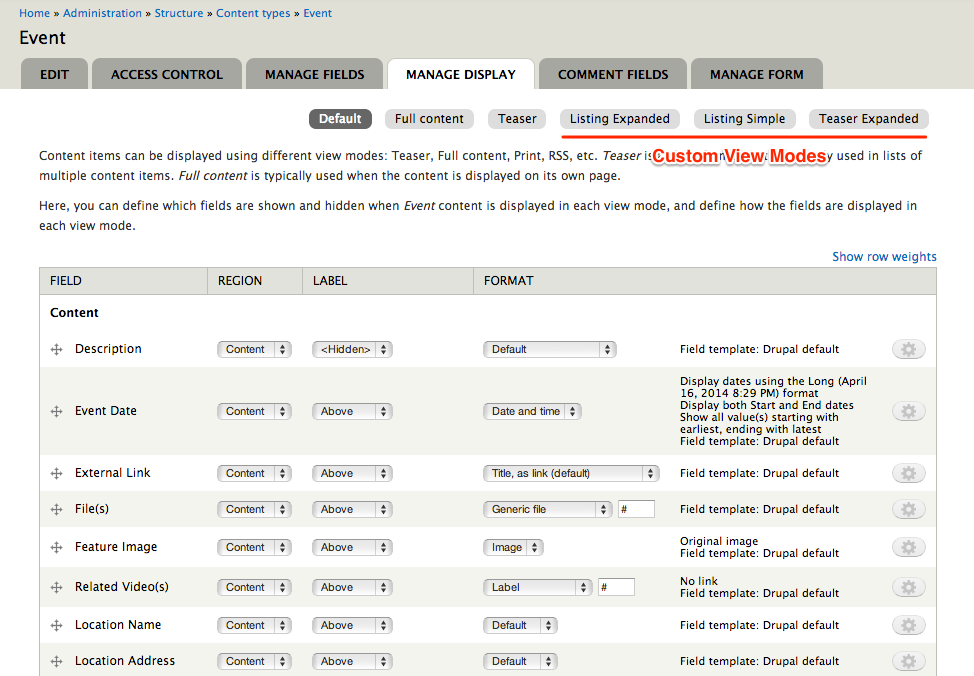 Home » Administration » Structure » Content types » Event
Event
EDIT ACCESS CONTROL MANAGE FIELDS MANAGE DISPLAY COMMENT FIELDS MANAGE FORM
Default Full content Teaser Listing Expanded Listing Simple Teaser Expanded
Custom View Modes
Content items can be displayed using different view modes: Teaser, Full content, Print, RSS, etc. Teaser is used in lists of
multiple content items. Full content is typically used when the content is displayed on its own page.
Here, you can define which fields are shown and hidden when Event content is displayed in each view mode, and define how the fields are displayed in
each view mode.
Show row weights
FIELD REGION LABEL FORMAT
Content
Description Content <Hidden> Default Field template: Drupal default
Event Date Content Above Date and time Display dates using the Long (April
16, 2014 8:29 PM) format
Display both Start and End dates
Show all value(s) starting with
earliest, ending with latest
Field template: Drupal default
External Link Content Above Title, as link (default) Field template: Drupal default
File(s) Content Above Generic file # Field template: Drupal default
Feature Image Content Above Image Original image
Field template: Drupal default
Related Video(s) Content Above Label # No link
Field template: Drupal default
Location Name Content Above Default Field template: Drupal default
Location Address Content Above Default Field template: Drupal default